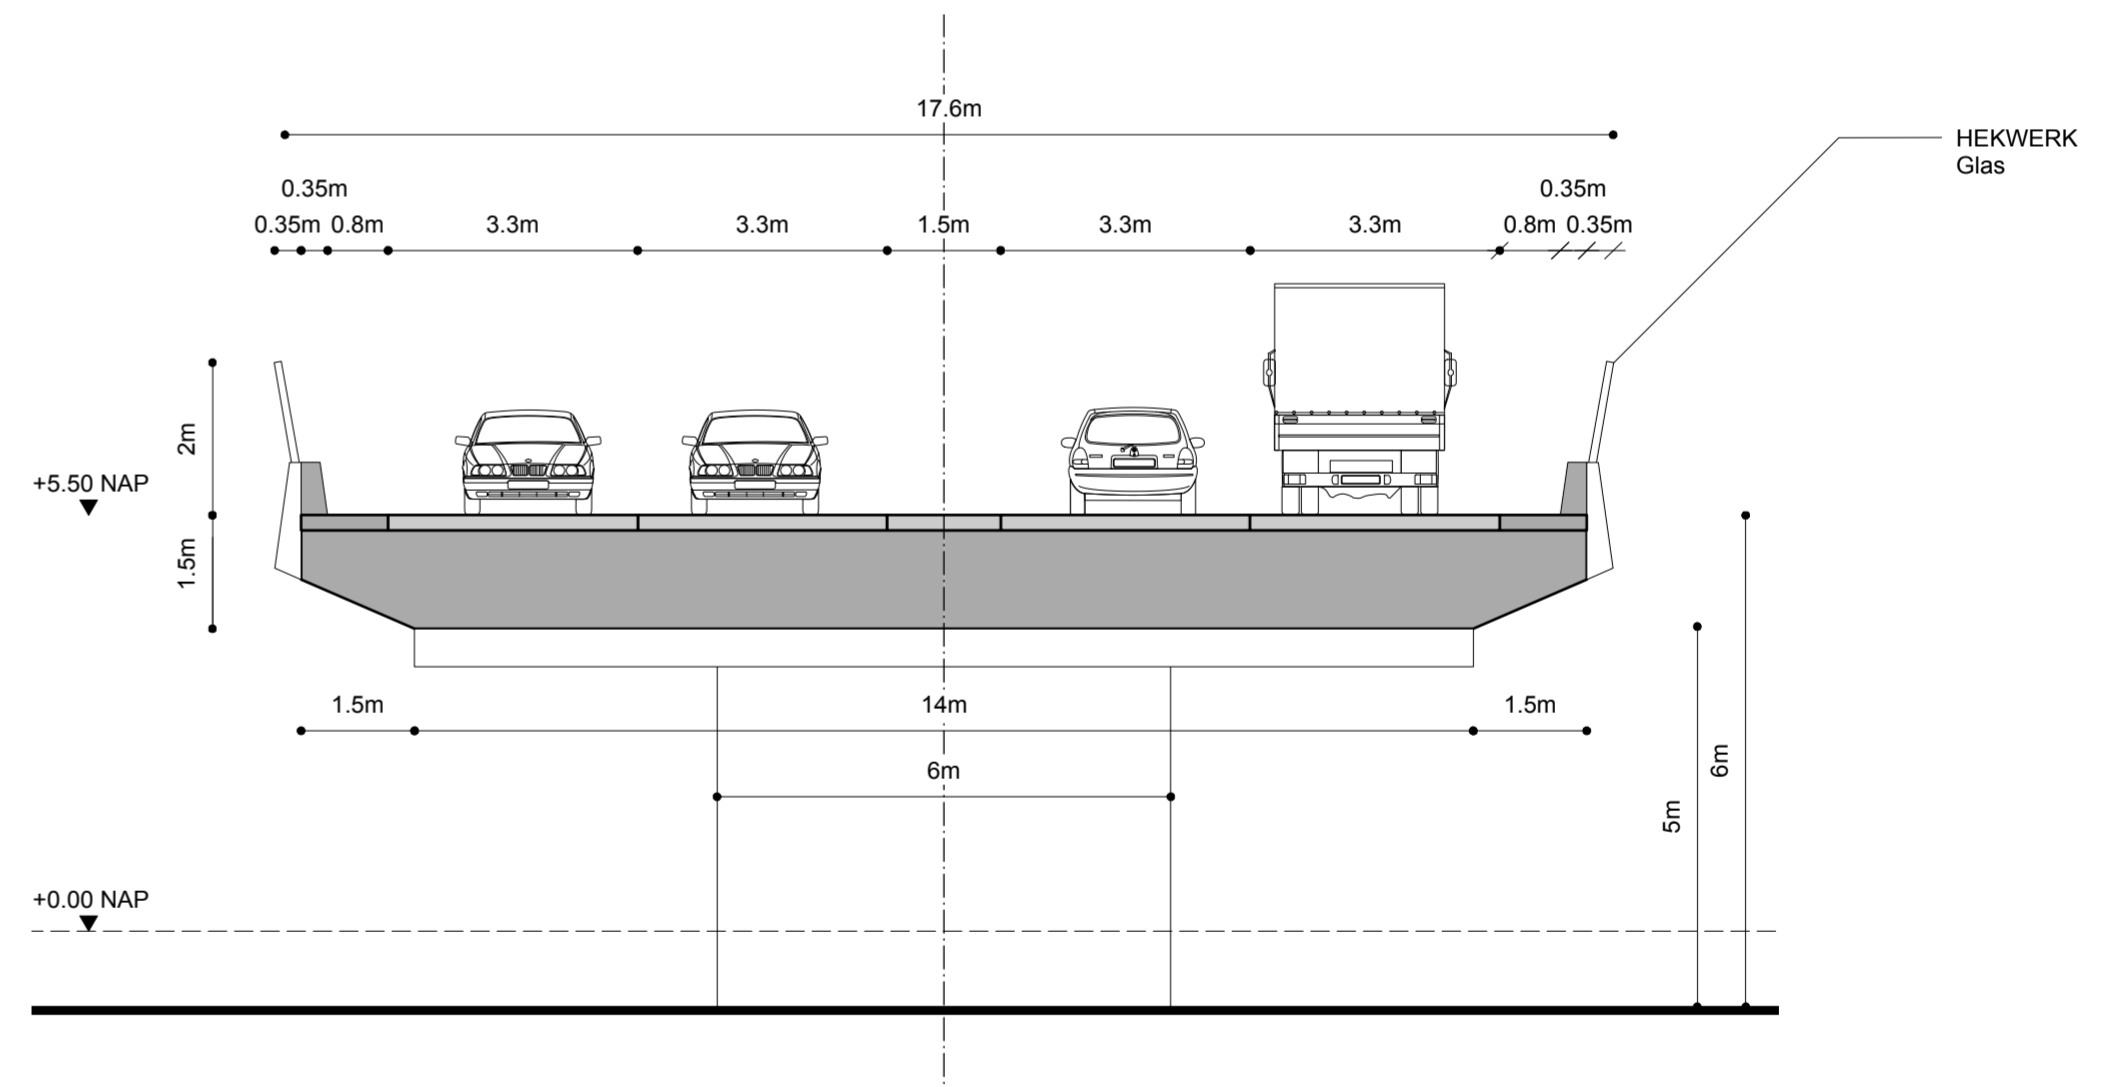 17.6m
HEKWERK
Glas
0.35m
0.35m
0.35m 0.8m 3.3m 3.3m 1.5m 3.3m 3.3m 0.8m 0.35m
2m
+5.50 NAP
1.5m
1.5m 14m 1.5m
6m
6m
5m
+0.00 NAP